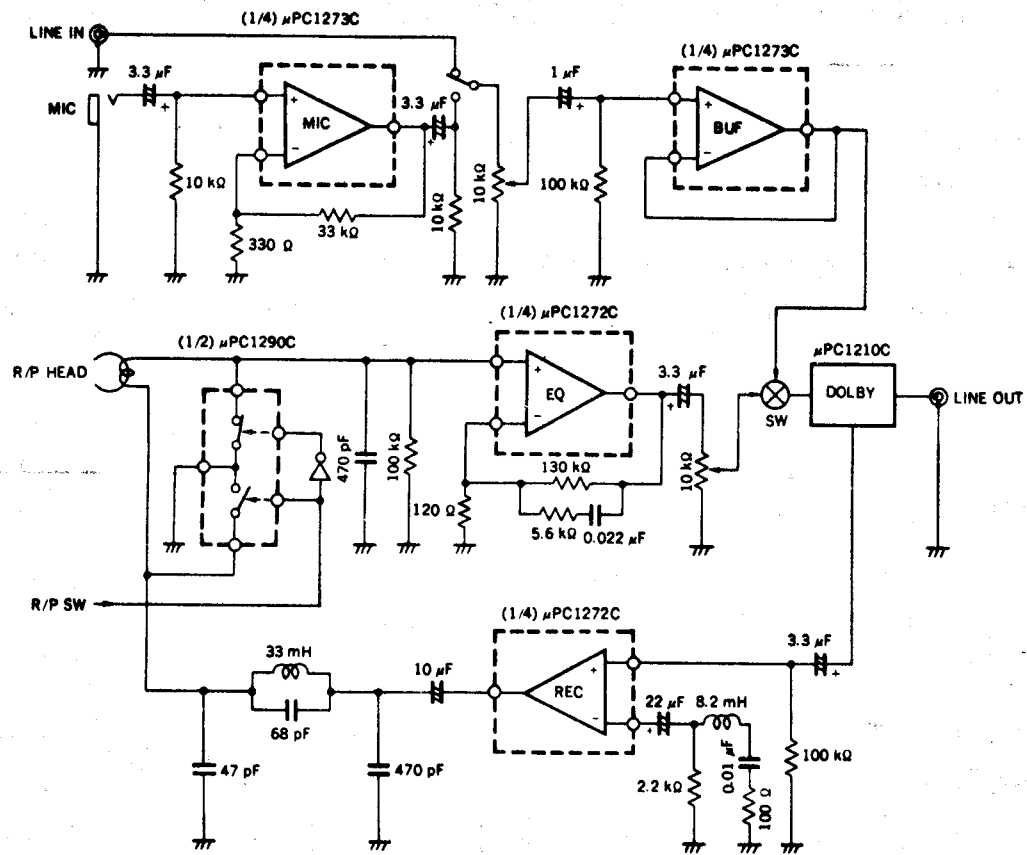 (1/4) μPC1273C
LINE IN
(1/4) μPC1273C
3.3 μF
1 μF
3.3 μF
MIC
+
MIC
−
+
+
BUF
−
+
+
10 kΩ
10 kΩ
10 kΩ
100 kΩ
33 kΩ
330 Ω
(1/4) μPC1272C
(1/2) μPC1290C
μPC1210C
R/P HEAD
3.3 μF
+
EQ
−
+
SW
DOLBY
LINE OUT
470 pF
100 kΩ
130 kΩ
10 kΩ
120 Ω
5.6 kΩ
0.022 μF
R/P SW
(1/4) μPC1272C
33 mH
10 μF
3.3 μF
+
+
REC
−
22 μF
8.2 mH
+
68 pF
0.01 μF
47 pF
470 pF
2.2 kΩ
100 Ω
100 kΩ